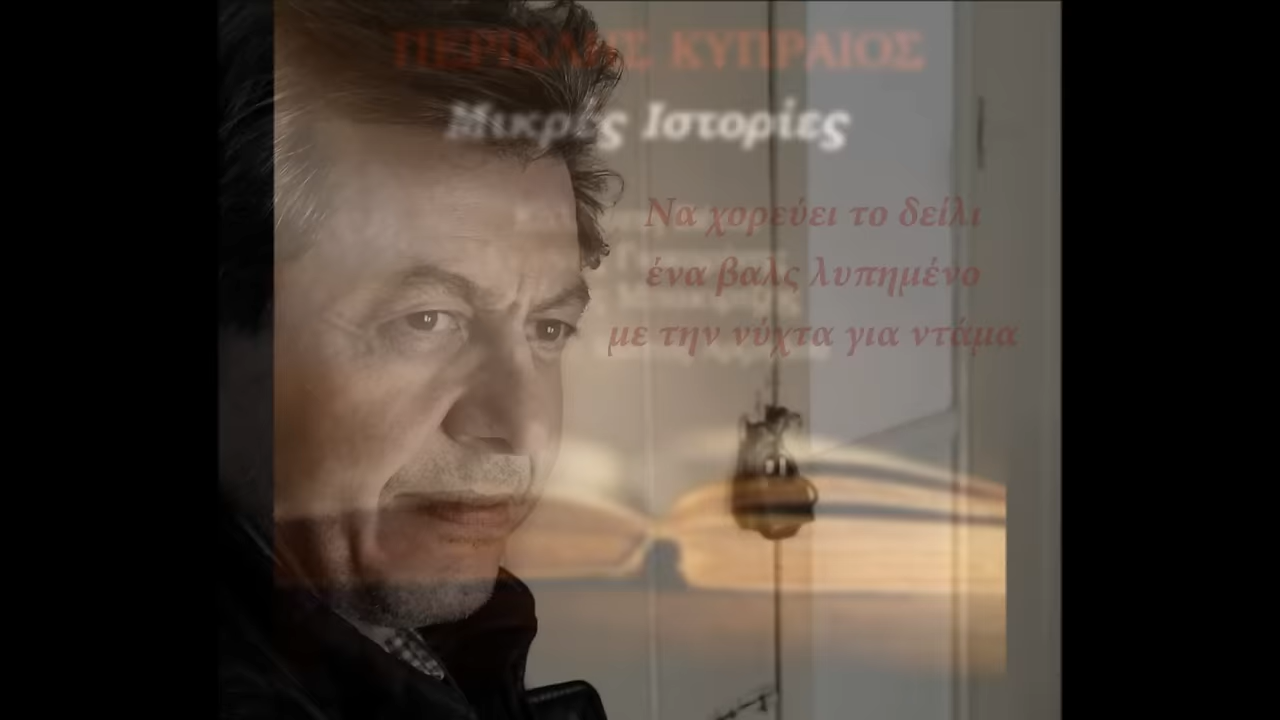 ΠΕΡΙΚΛΗΣ ΚΥΠΡΑΙΟΣ
Μικρές Ιστορίες
Να χορεύει το δείλι
ένα βαλς λυπημένο
με την νύχτα για ντάμα